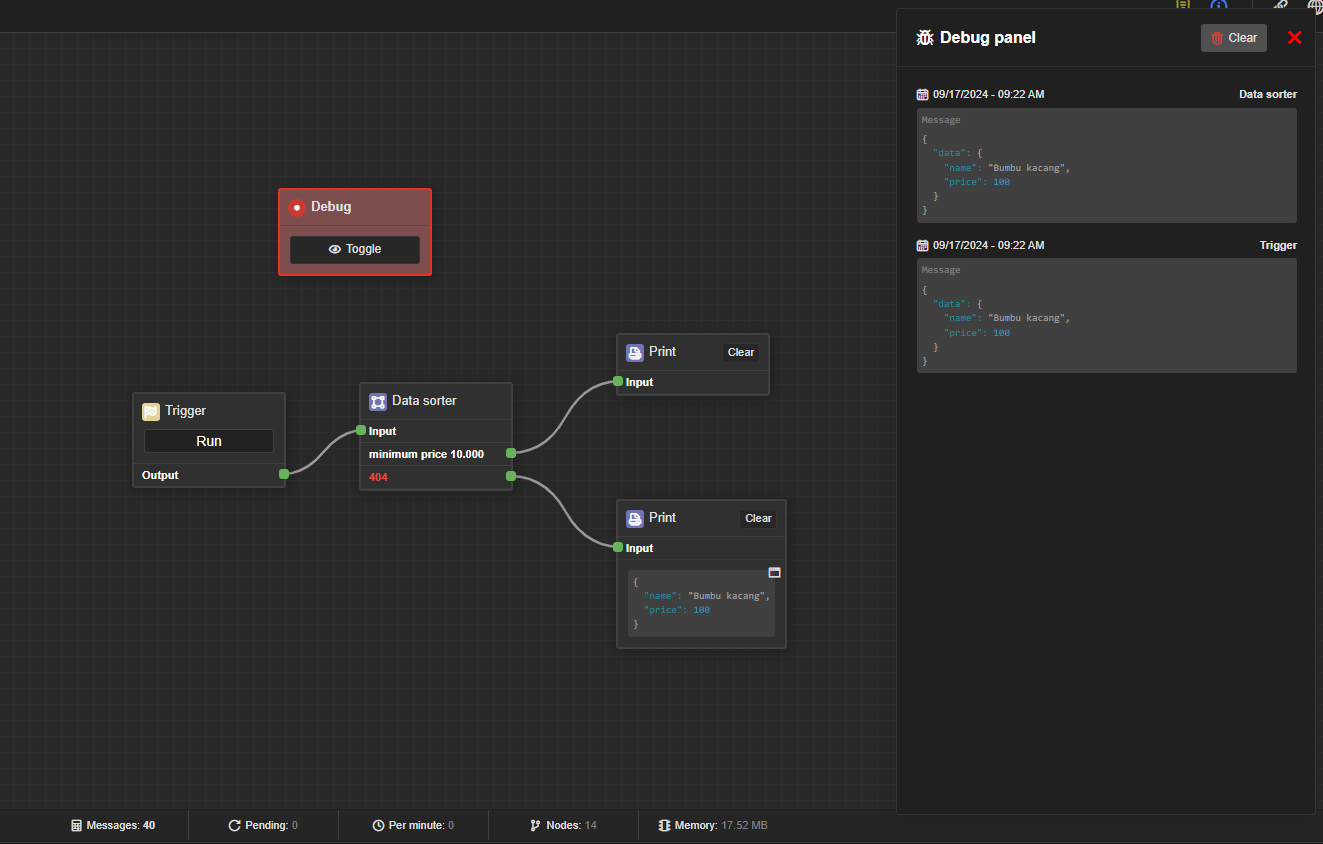 Debug
Toggle
Trigger
Run
Output
Data sorter
Input
minimum price 10.000
404
Print Clear
Input
Print Clear
Input
{
"name": "Bumbu kacang",
"price": 100
}
Debug panel Clear
09/17/2024 - 09:22 AM Data sorter
Message
{
"data": {
"name": "Bumbu kacang",
"price": 100
}
}
09/17/2024 - 09:22 AM Trigger
Message
{
"data": {
"name": "Bumbu kacang",
"price": 100
}
}
Messages: 40 Pending: 0 Per minute: 0 Nodes: 14 Memory: 17.52 MB